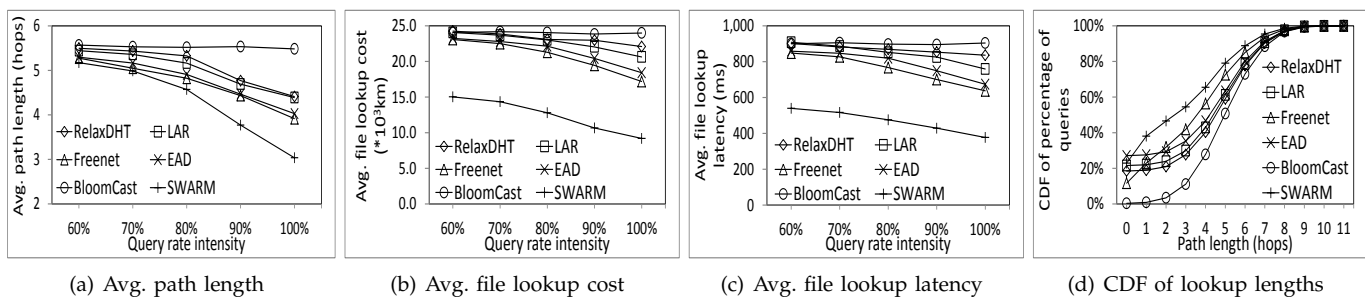 Avg. path length (hops)
6
5
4
3
2
RelaxDHT
LAR
Freenet
EAD
BloomCast
SWARM
60%
70%
80%
90%
100%
Query rate intensity
(a) Avg. path length
Avg. file lookup cost
(*10³km)
25.0
20.0
15.0
10.0
5.0
0.0
RelaxDHT
LAR
Freenet
EAD
BloomCast
SWARM
60%
70%
80%
90%
100%
Query rate intensity
(b) Avg. file lookup cost
Avg. file lookup
latency (ms)
1,000
800
600
400
200
0
RelaxDHT
LAR
Freenet
EAD
BloomCast
SWARM
60%
70%
80%
90%
100%
Query rate intensity
(c) Avg. file lookup latency
CDF of percentage of
queries
100%
80%
60%
40%
20%
0%
RelaxDHT
LAR
Freenet
EAD
BloomCast
SWARM
0 1 2 3 4 5 6 7 8 9 10 11
Path length (hops)
(d) CDF of lookup lengths